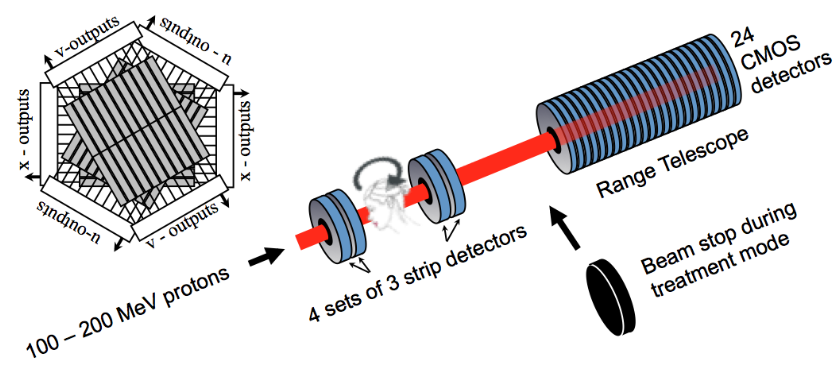 v-outputs
u - outputs
x - outputs
x - outputs
u-outputs
v - outputs
100 – 200 MeV protons
4 sets of 3 strip detectors
24
CMOS
detectors
Range Telescope
Beam stop during
treatment mode